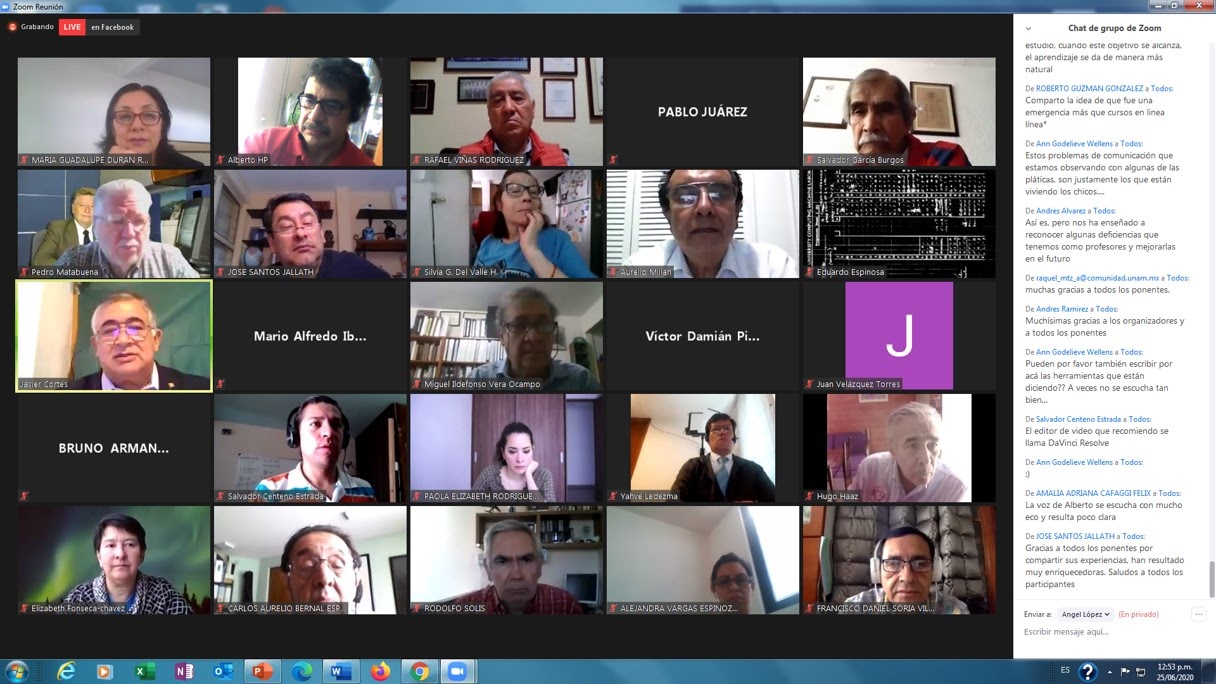 Zoom Reunión
Grabando
LIVE
en Facebook
MARIA GUADALUPE DURAN R...
Alberto HP
RAFAEL VIÑAS RODRIGUEZ
PABLO JUÁREZ
Salvador García Burgos
Pedro Matabuena
JOSE SANTOS JALLATH
Silvia G. Del Valle H.
Aurelio Millán
Eduardo Espinosa
Javier Cortés
Mario Alfredo Ib...
Miguel Ildefonso Vera Ocampo
Víctor Damián Pi...
J
Juan Velázquez Torres
BRUNO ARMAN...
Salvador Centeno Estrada
PAOLA ELIZABETH RODRIGUE...
Yahvé Ledezma
Hugo Haaz
Elizabeth Fonseca-chavez
CARLOS AURELIO BERNAL ESP...
RODOLFO SOLIS
ALEJANDRA VARGAS ESPINOZ...
FRANCISCO DANIEL SORIA VIL...
Chat de grupo de Zoom
estudio, cuando este objetivo se alcanza,
el aprendizaje se da de manera más
natural
De ROBERTO GUZMAN GONZALEZ a Todos:
Comparto la idea de que fue una
emergencia más que cursos en linea
línea*
De Ann Godelieve Wellens a Todos:
Estos problemas de comunicación que
estamos observando con algunas de las
pláticas, son justamente los que están
viviendo los chicos....
De Andres Alvarez a Todos:
Así es, pero nos ha enseñado a
reconocer algunas deficiencias que
tenemos como profesores y mejorarlas
en el futuro
De raquel_mtz_a@comunidad.unam.mx a Todos:
muchas gracias a todos los ponentes.
De Andres Ramirez a Todos:
Muchísimas gracias a los organizadores y
a todos los ponentes
De Ann Godelieve Wellens a Todos:
Pueden por favor también escribir por
acá las herramientas que están
diciendo?? A veces no se escucha tan
bien...
De Salvador Centeno Estrada a Todos:
El editor de video que recomiendo se
llama DaVinci Resolve
De Ann Godelieve Wellens a Todos:
:)
De AMALIA ADRIANA CAFAGGI FELIX a Todos:
La voz de Alberto se escucha con mucho
eco y resulta poco clara
De JOSE SANTOS JALLATH a Todos:
Gracias a todos los ponentes por
compartir sus experiencias, han resultado
muy enriquecedoras. Saludos a todos los
participantes
Enviar a: Angel López (En privado)
Escribir mensaje aquí...
ES
12:53 p.m.
25/06/2020